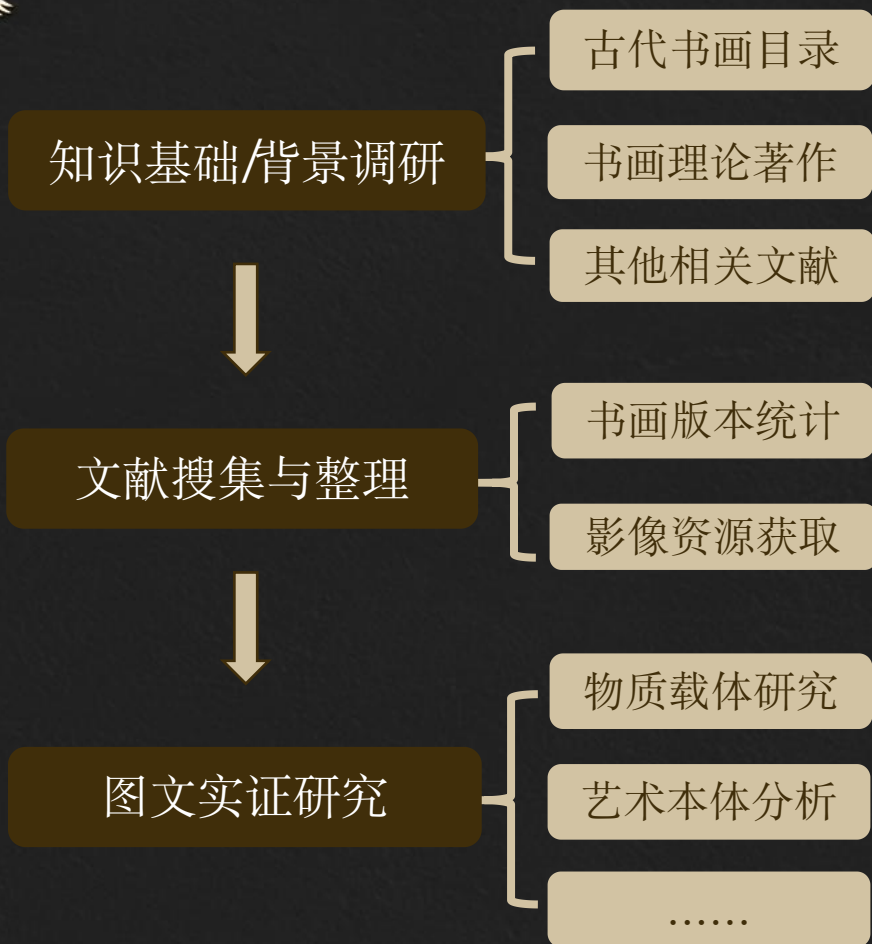 知识基础/背景调研
古代书画目录
书画理论著作
其他相关文献
文献搜集与整理
书画版本统计
影像资源获取
图文实证研究
物质载体研究
艺术本体分析
……